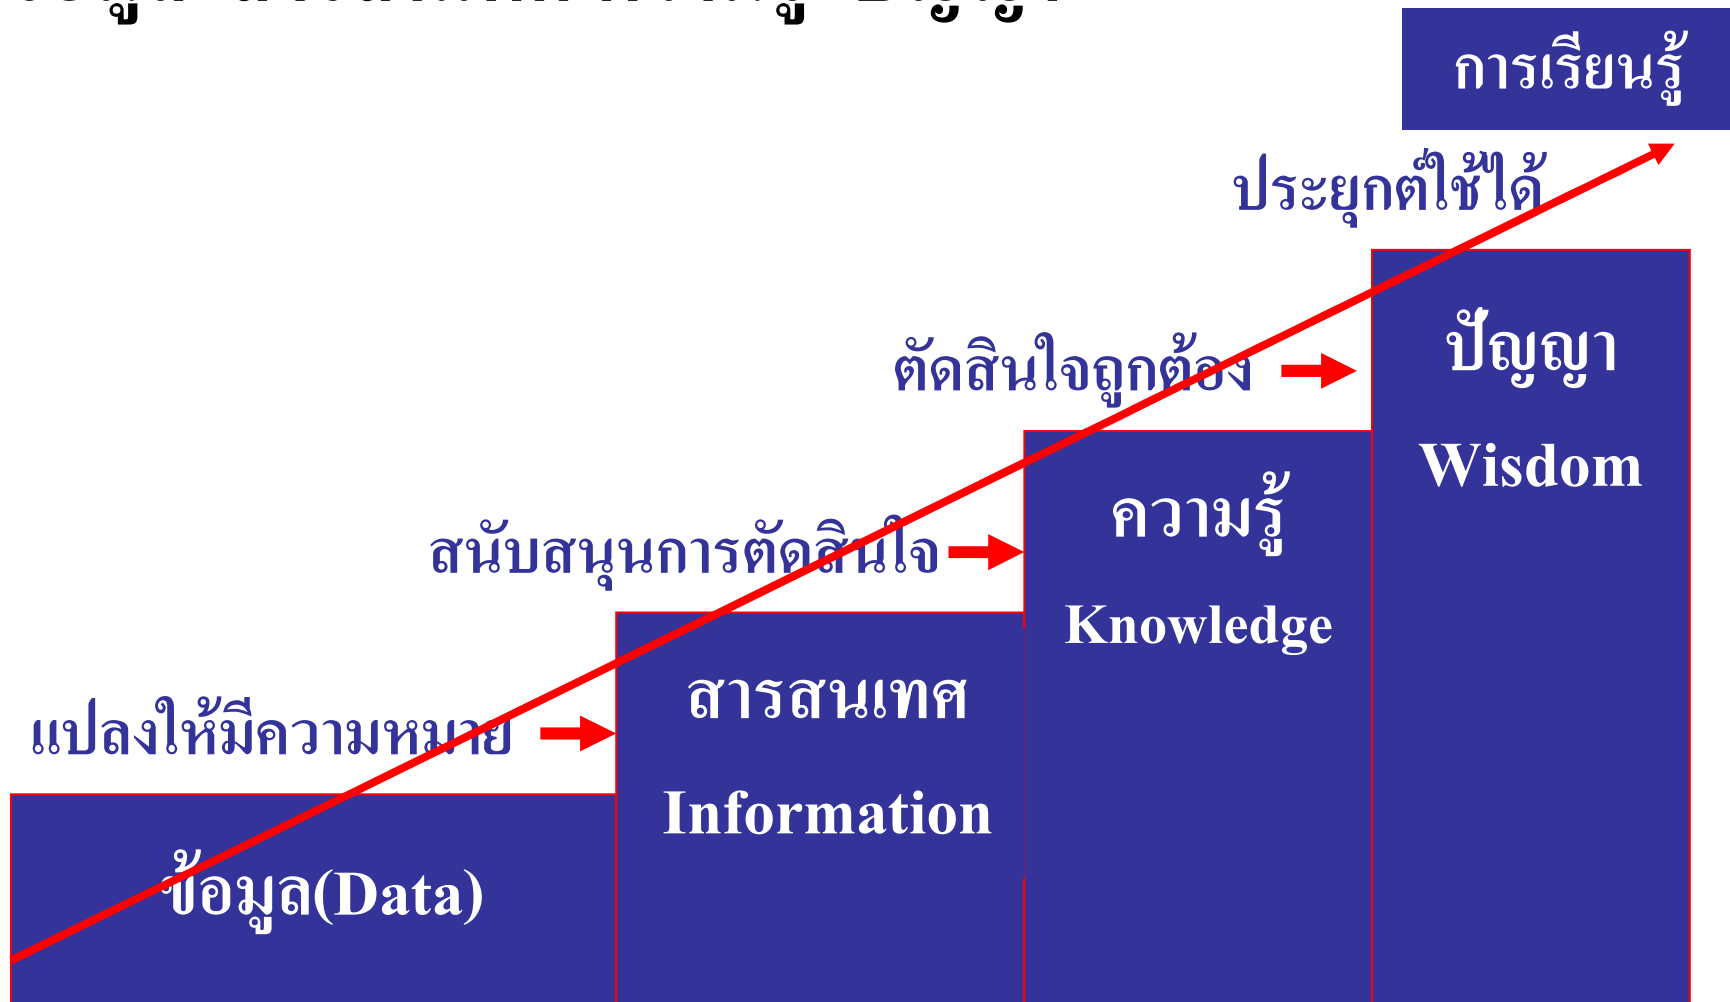 การเรียนรู้
ประยุกต์ใช้ได้
ปัญญา
Wisdom
ตัดสินใจถูกต้อง
ความรู้
Knowledge
สนับสนุนการตัดสินใจ
สารสนเทศ
Information
แปลงให้มีความหมาย
ข้อมูล(Data)